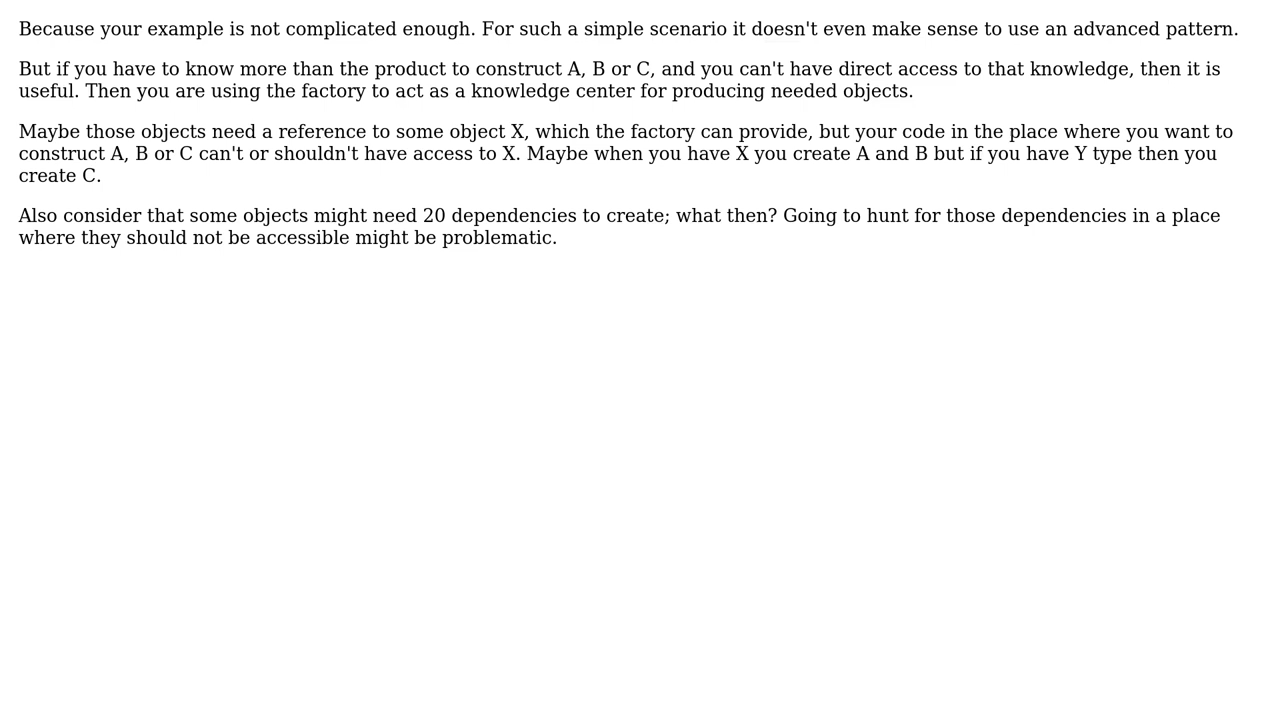 Because your example is not complicated enough. For such a simple scenario it doesn't even make sense to use an advanced pattern.
But if you have to know more than the product to construct A, B or C, and you can't have direct access to that knowledge, then it is
useful. Then you are using the factory to act as a knowledge center for producing needed objects.
Maybe those objects need a reference to some object X, which the factory can provide, but your code in the place where you want to
construct A, B or C can't or shouldn't have access to X. Maybe when you have X you create A and B but if you have Y type then you
create C.
Also consider that some objects might need 20 dependencies to create; what then? Going to hunt for those dependencies in a place
where they should not be accessible might be problematic.